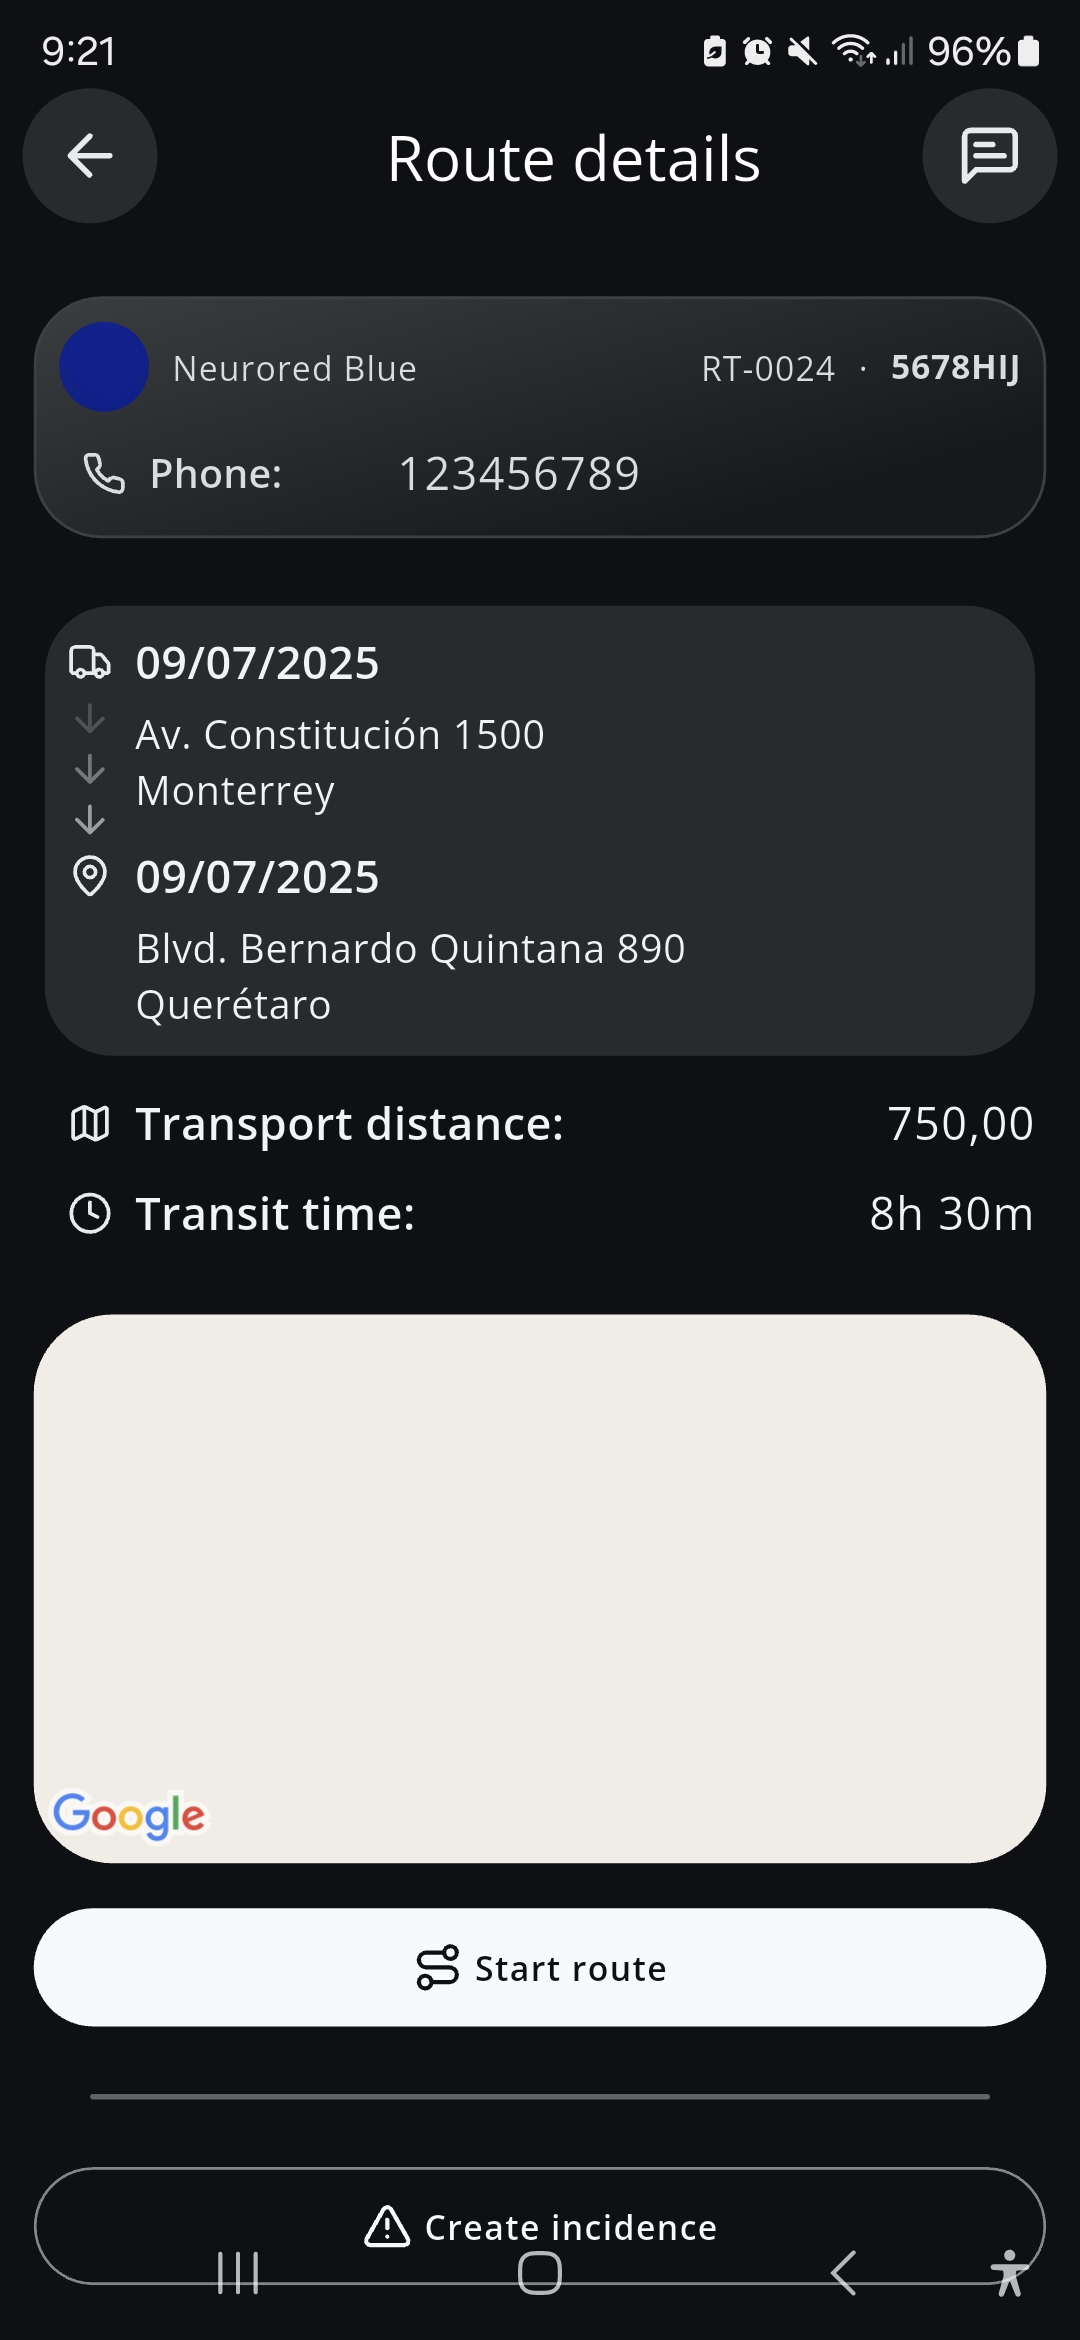 9:21
96%
Route details
Neurored Blue
RT-0024 · 5678HIJ
Phone: 123456789
09/07/2025
Av. Constitución 1500
Monterrey
09/07/2025
Blvd. Bernardo Quintana 890
Querétaro
Transport distance: 750,00
Transit time: 8h 30m
Google
Start route
Create incidence